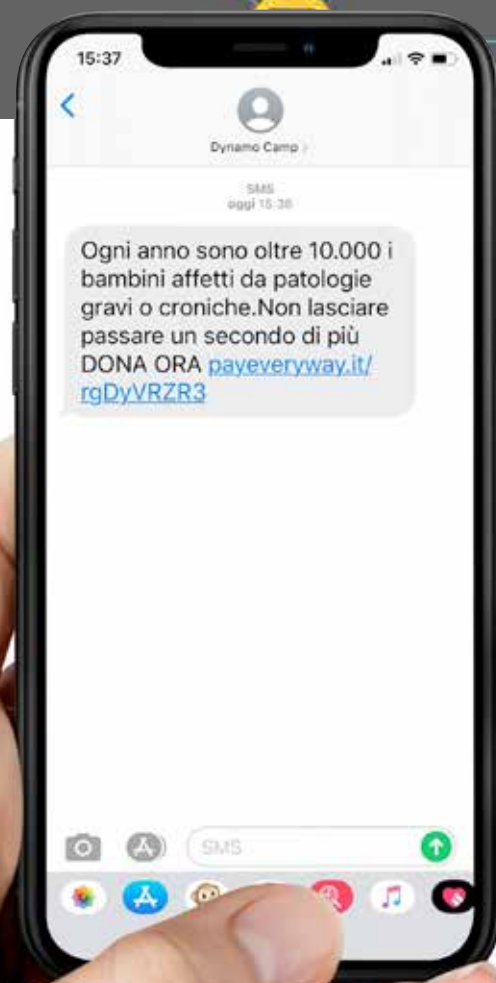 15:37
Dynamo Camp
SMS
oggi 15:36
Ogni anno sono oltre 10.000 i
bambini affetti da patologie
gravi o croniche.Non lasciare
passare un secondo di più
DONA ORA payeveryway.it/
rgDyVRZR3
SMS